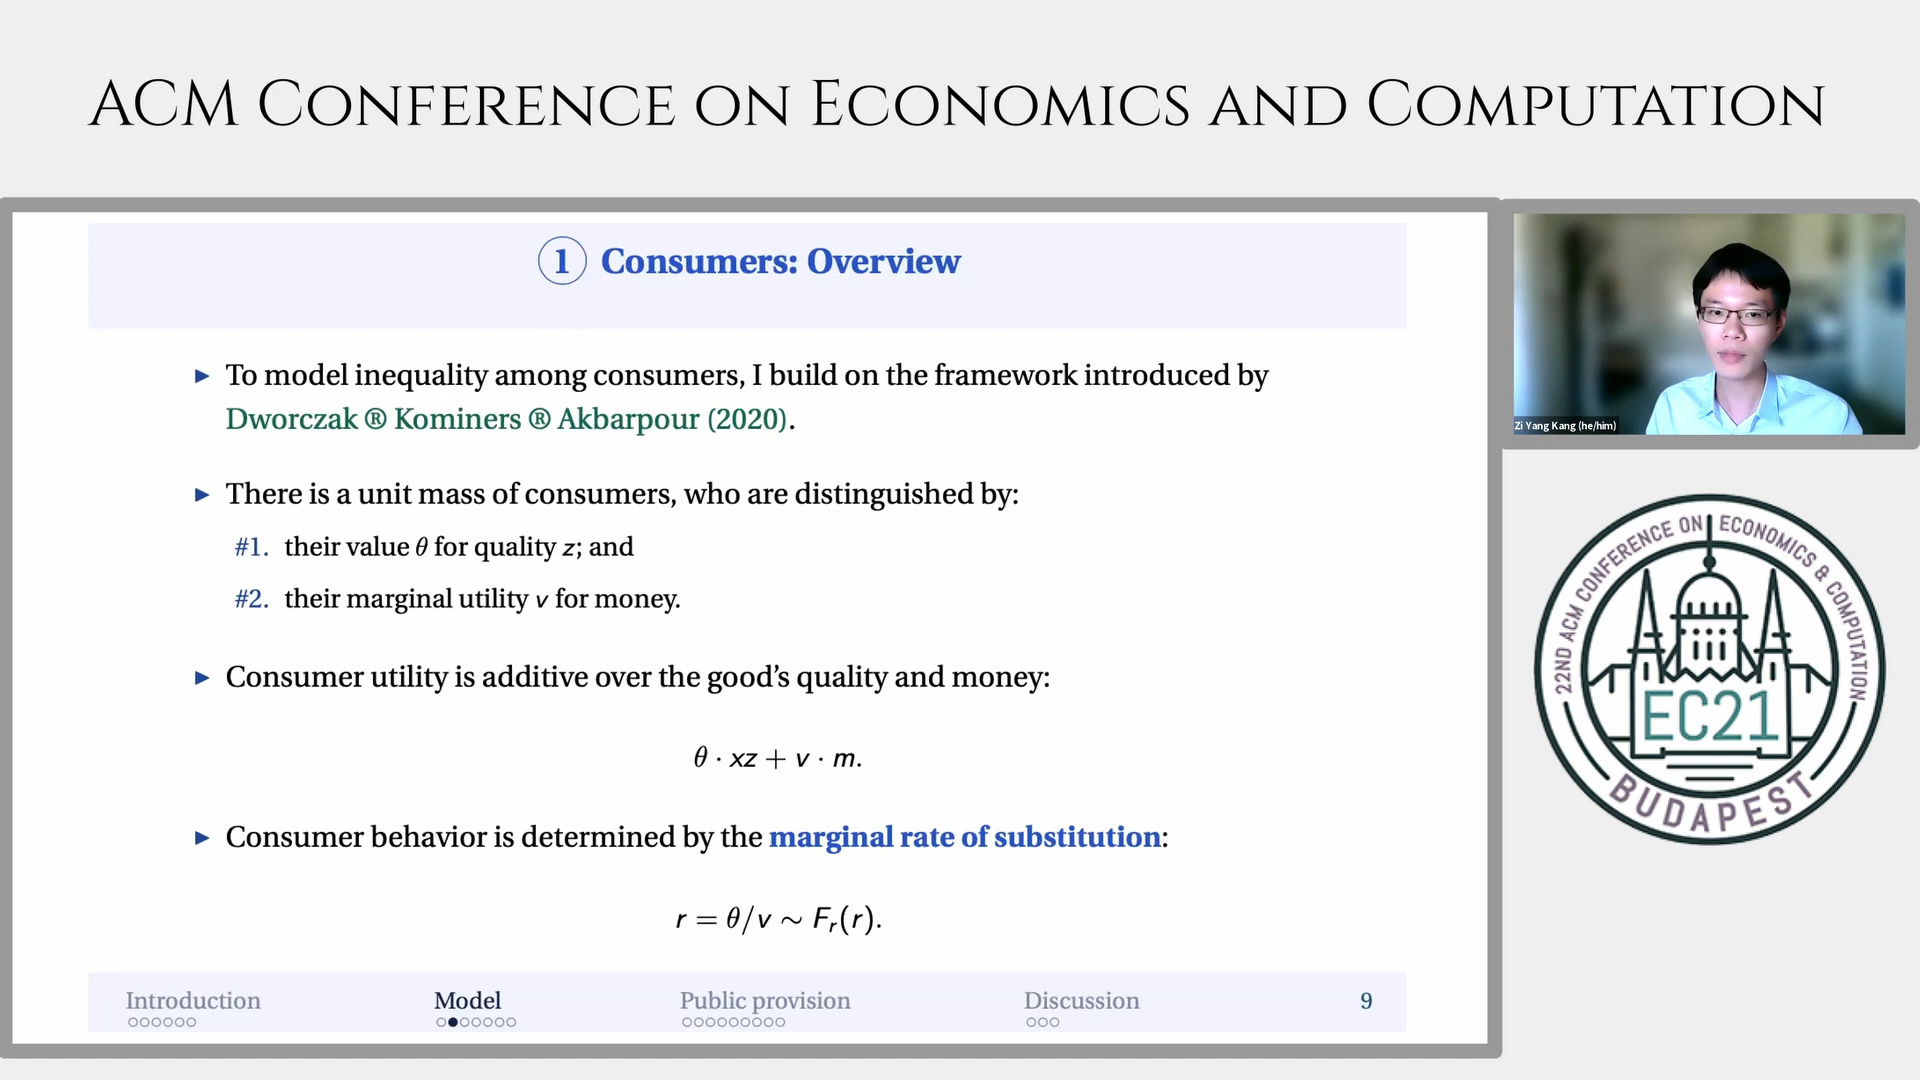 ACM Conference on Economics and Computation
1 Consumers: Overview
▶ To model inequality among consumers, I build on the framework introduced by
Dworczak ® Kominers ® Akbarpour (2020).
▶ There is a unit mass of consumers, who are distinguished by:
#1. their value θ for quality z; and
#2. their marginal utility v for money.
▶ Consumer utility is additive over the good’s quality and money:
θ · xz + v · m.
▶ Consumer behavior is determined by the marginal rate of substitution:
r = θ/v ∼ Fᵣ(r).
Introduction Model Public provision Discussion 9
Zi Yang Kang (he/him)
22ND ACM CONFERENCE ON ECONOMICS & COMPUTATION
EC21
BUDAPEST